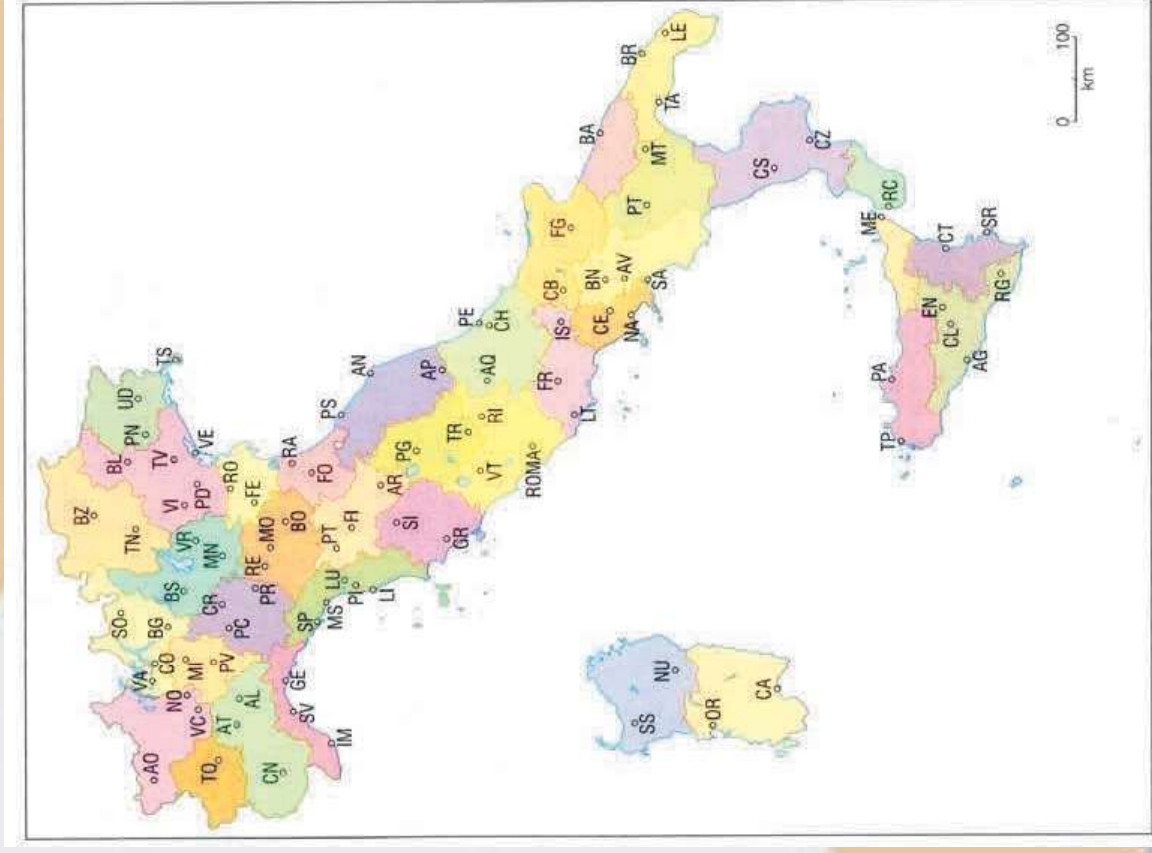 BZ
TN
BL
PN
UD
TS
TV
VE
VI
PD
VR
MN
BS
SO
BG
VA
CO
MI
PV
CR
PC
NO
VC
AO
TO
AT
AL
CN
IM
SV
GE
SP
MS
RO
FE
RE
MO
BO
PR
RA
FO
LU
PI
LI
PT
FI
AR
SI
GR
PS
AN
AP
PG
TR
RI
VT
ROMA
PE
CH
AQ
FR
LT
IS
CB
FG
CE
NA
BN
AV
SA
BA
BR
LE
TA
MT
PT
CS
CZ
RC
ME
PA
TP
EN
CL
AG
CT
SR
RG
SS
NU
OR
CA
0 100
km